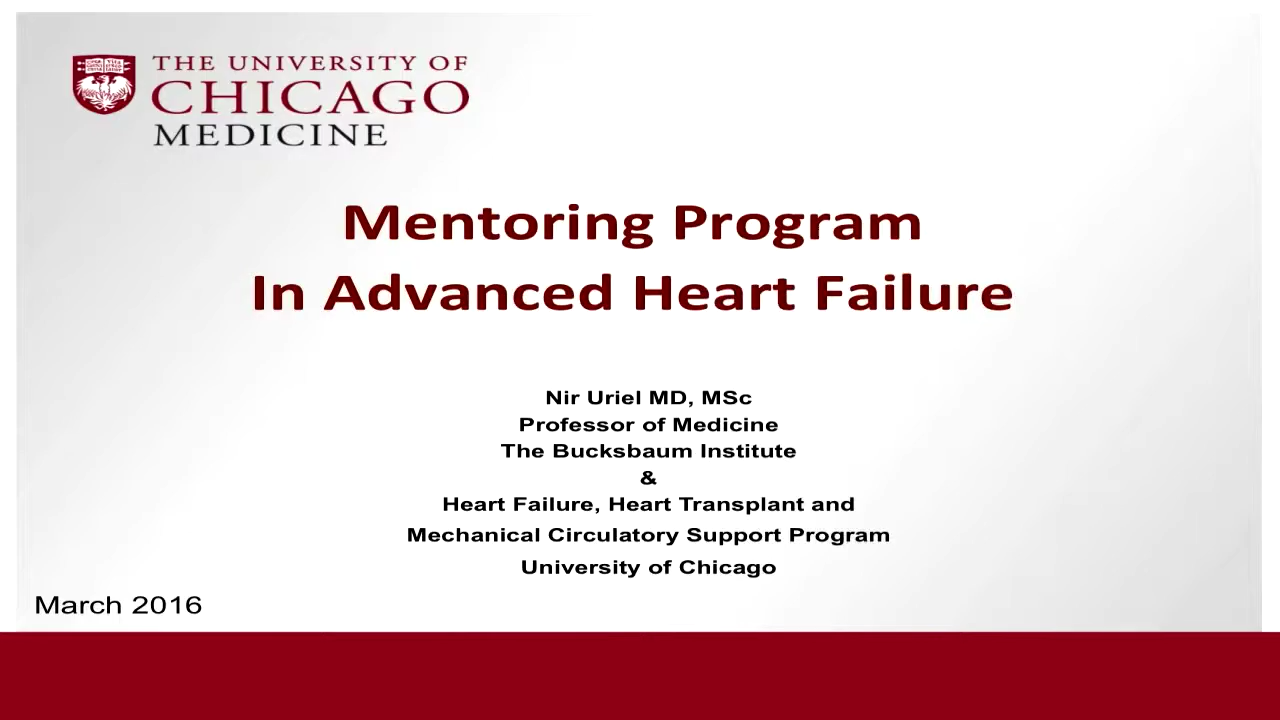 THE UNIVERSITY OF
CHICAGO
MEDICINE
Mentoring Program
In Advanced Heart Failure
Nir Uriel MD, MSc
Professor of Medicine
The Bucksbaum Institute
&
Heart Failure, Heart Transplant and
Mechanical Circulatory Support Program
University of Chicago
March 2016